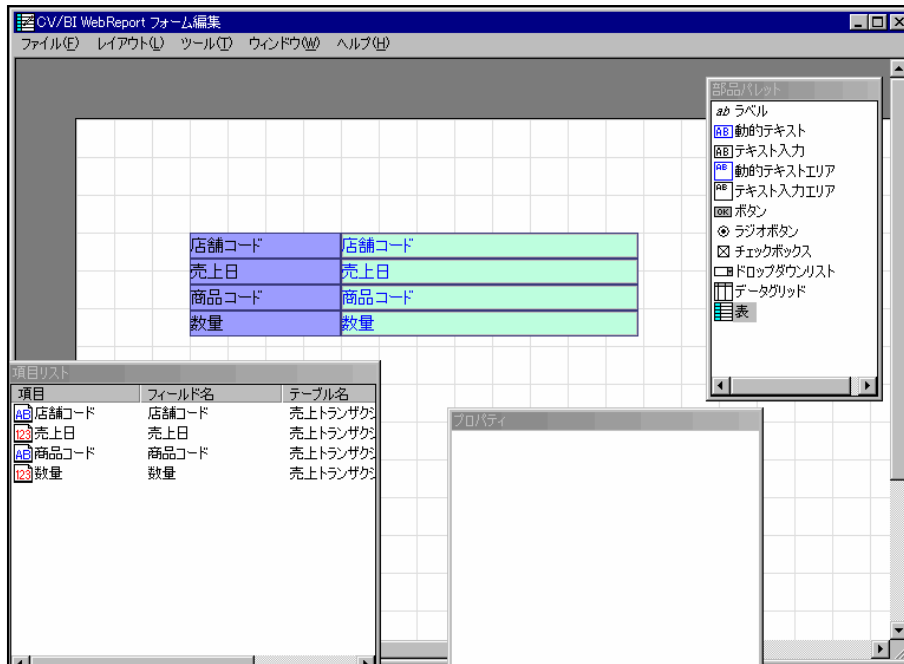 CV/BI WebReport フォーム編集
ファイル(F) レイアウト(L) ツール(T) ウィンドウ(W) ヘルプ(H)
部品パレット
ab ラベル
AB 動的テキスト
AB テキスト入力
AB 動的テキストエリア
AB テキスト入力エリア
OK ボタン
ラジオボタン
チェックボックス
ドロップダウンリスト
データグリッド
表
店舗コード 店舗コード
売上日 売上日
商品コード 商品コード
数量 数量
項目リスト
項目 フィールド名 テーブル名
AB 店舗コード 店舗コード 売上トランザクシ
123 売上日 売上日 売上トランザクシ
AB 商品コード 商品コード 売上トランザクシ
123 数量 数量 売上トランザクシ
プロパティ